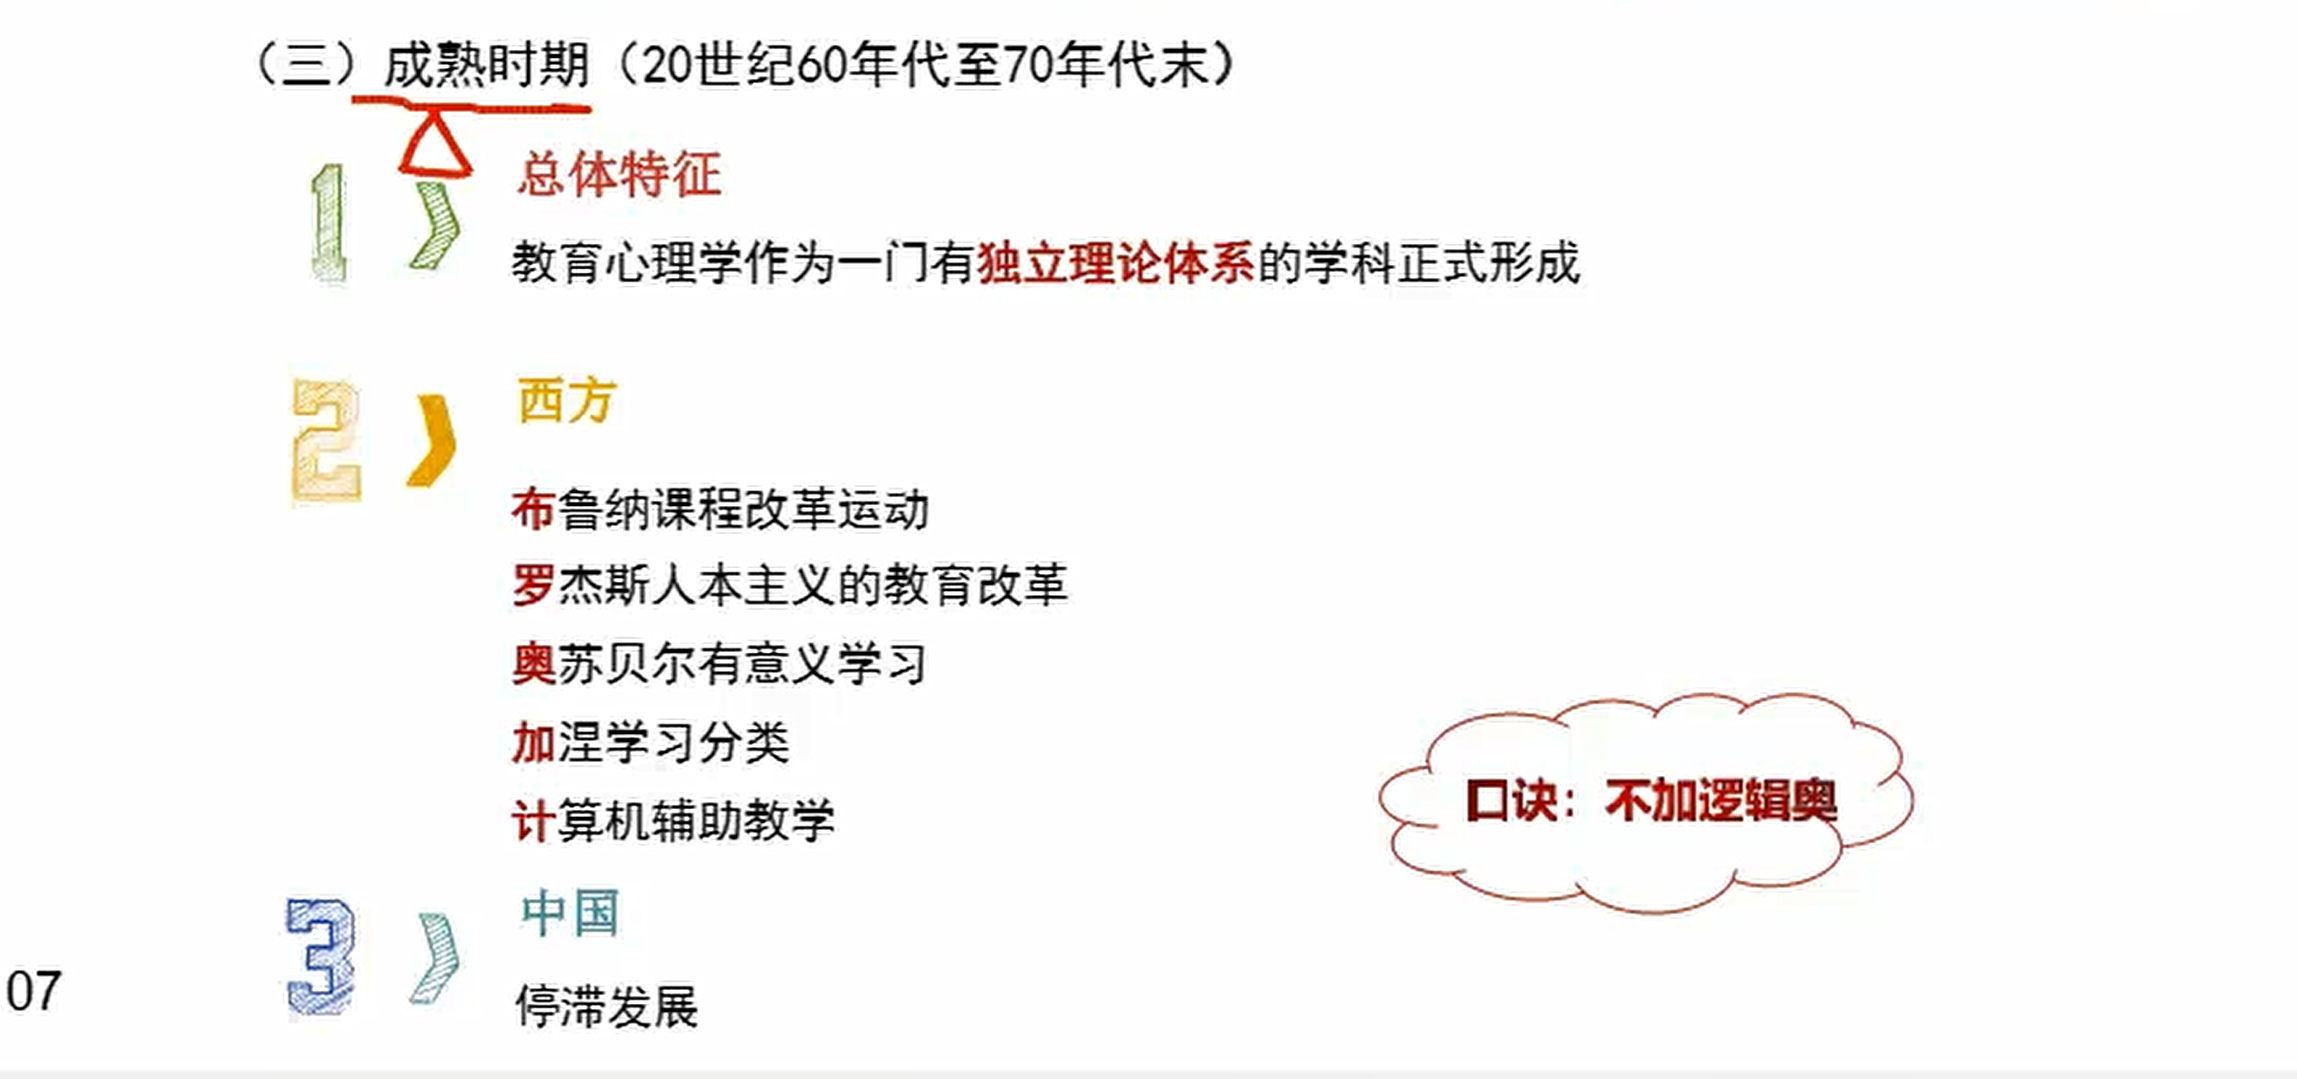 （三）成熟时期（20世纪60年代至70年代末）
1
总体特征
教育心理学作为一门有独立理论体系的学科正式形成
2
西方
布鲁纳课程改革运动
罗杰斯人本主义的教育改革
奥苏贝尔有意义学习
加涅学习分类
计算机辅助教学
口诀：不加逻辑奥
3
中国
停滞发展
07